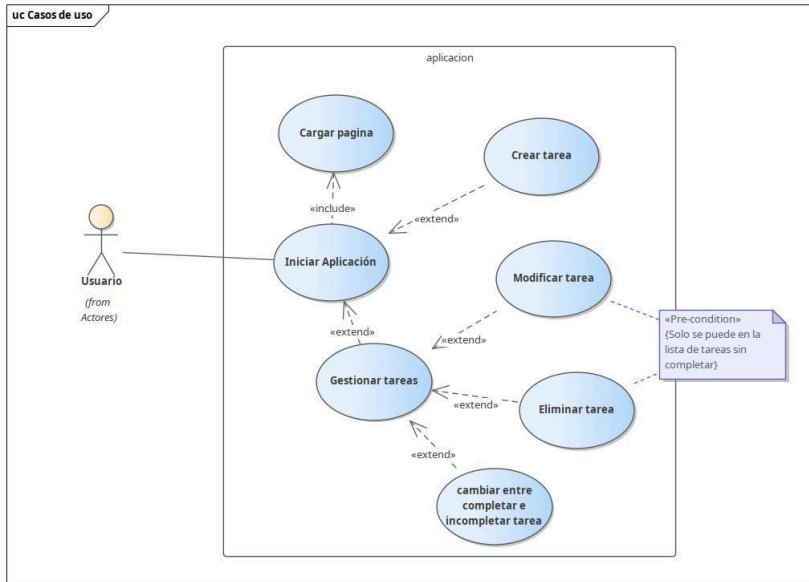 uc Casos de uso
aplicacion
Cargar pagina
Crear tarea
«include»
«extend»
Iniciar Aplicación
Usuario
(from
Actores)
Modificar tarea
«Pre-condition»
{Solo se puede en la
lista de tareas sin
completar}
«extend»
«extend»
Gestionar tareas
«extend»
Eliminar tarea
«extend»
cambiar entre
completar e
incompletar tarea